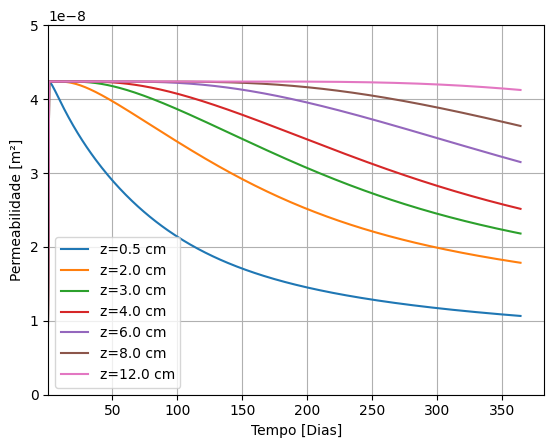 1e−8
5
4
3
2
1
0
Permeabilidade [m²]
z=0.5 cm
z=2.0 cm
z=3.0 cm
z=4.0 cm
z=6.0 cm
z=8.0 cm
z=12.0 cm
50 100 150 200 250 300 350
Tempo [Dias]